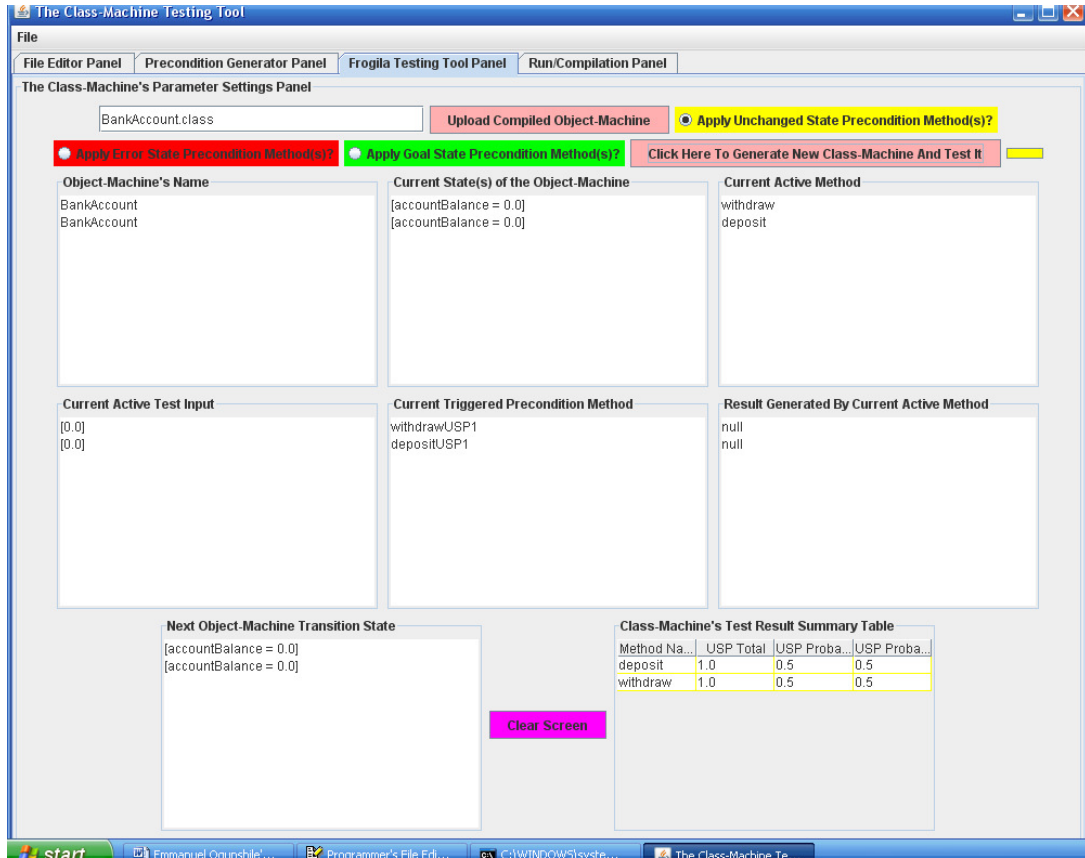 The Class-Machine Testing Tool
File
File Editor Panel Precondition Generator Panel Frogila Testing Tool Panel Run/Compilation Panel
The Class-Machine's Parameter Settings Panel
BankAccount.class Upload Compiled Object-Machine Apply Unchanged State Precondition Method(s)?
Apply Error State Precondition Method(s)? Apply Goal State Precondition Method(s)? Click Here To Generate New Class-Machine And Test It
Object-Machine's Name
BankAccount
BankAccount
Current State(s) of the Object-Machine
[accountBalance = 0.0]
[accountBalance = 0.0]
Current Active Method
withdraw
deposit
Current Active Test Input
[0.0]
[0.0]
Current Triggered Precondition Method
withdrawUSP1
depositUSP1
Result Generated By Current Active Method
null
null
Next Object-Machine Transition State
[accountBalance = 0.0]
[accountBalance = 0.0]
Clear Screen
Class-Machine's Test Result Summary Table
Method Na... USP Total USP Proba... USP Proba...
deposit 1.0 0.5 0.5
withdraw 1.0 0.5 0.5
start Emmanuel Ogunshile'... Programmer's File Edi... C:\WINDOWS\syste... The Class-Machine Te...